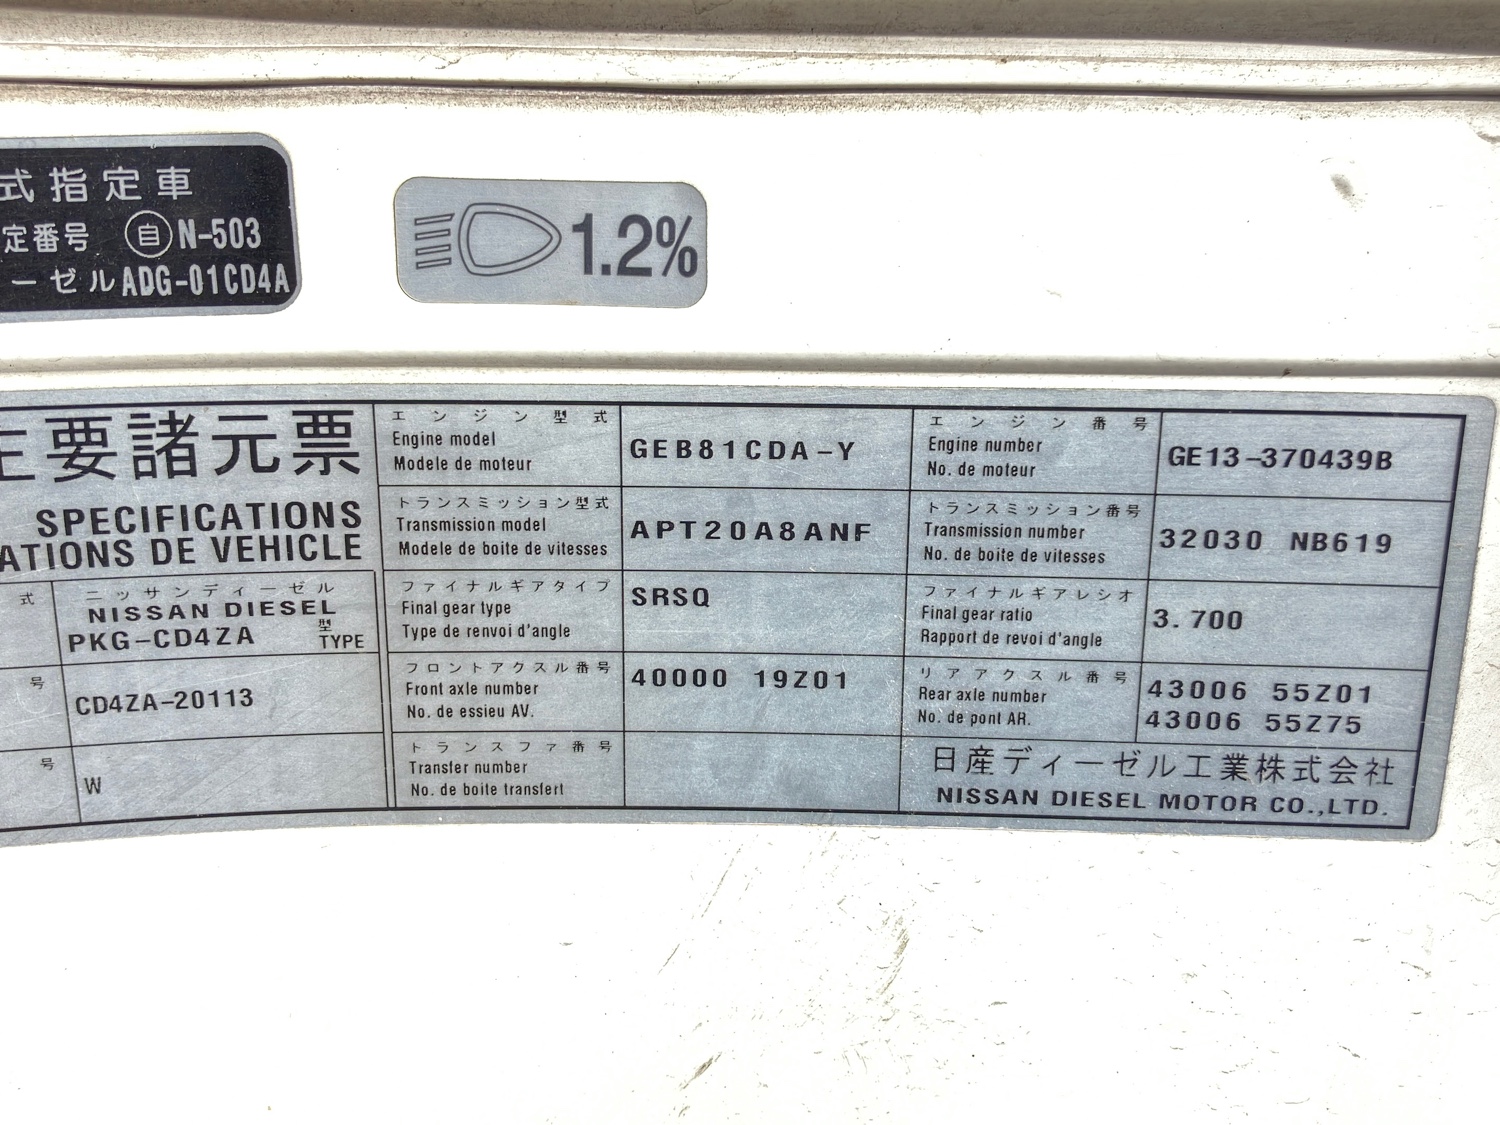 式指定車
定番号 自 N-503
ーゼル ADG-01CD4A
1.2%
主要諸元票
SPECIFICATIONS
ATIONS DE VEHICLE
式
ニッサンディーゼル
NISSAN DIESEL
PKG-CD4ZA 型 TYPE
号
CD4ZA-20113
号
W
エンジン型式
Engine model
Modele de moteur
GEB81CDA-Y
エンジン番号
Engine number
No. de moteur
GE13-370439B
トランスミッション型式
Transmission model
Modele de boite de vitesses
APT20A8ANF
トランスミッション番号
Transmission number
No. de boite de vitesses
32030 NB619
ファイナルギアタイプ
Final gear type
Type de renvoi d'angle
SRSQ
ファイナルギアレシオ
Final gear ratio
Rapport de revoi d'angle
3.700
フロントアクスル番号
Front axle number
No. de essieu AV.
40000 19Z01
リアアクスル番号
Rear axle number
No. de pont AR.
43006 55Z01
43006 55Z75
トランスファ番号
Transfer number
No. de boite transfert
日産ディーゼル工業株式会社
NISSAN DIESEL MOTOR CO.,LTD.